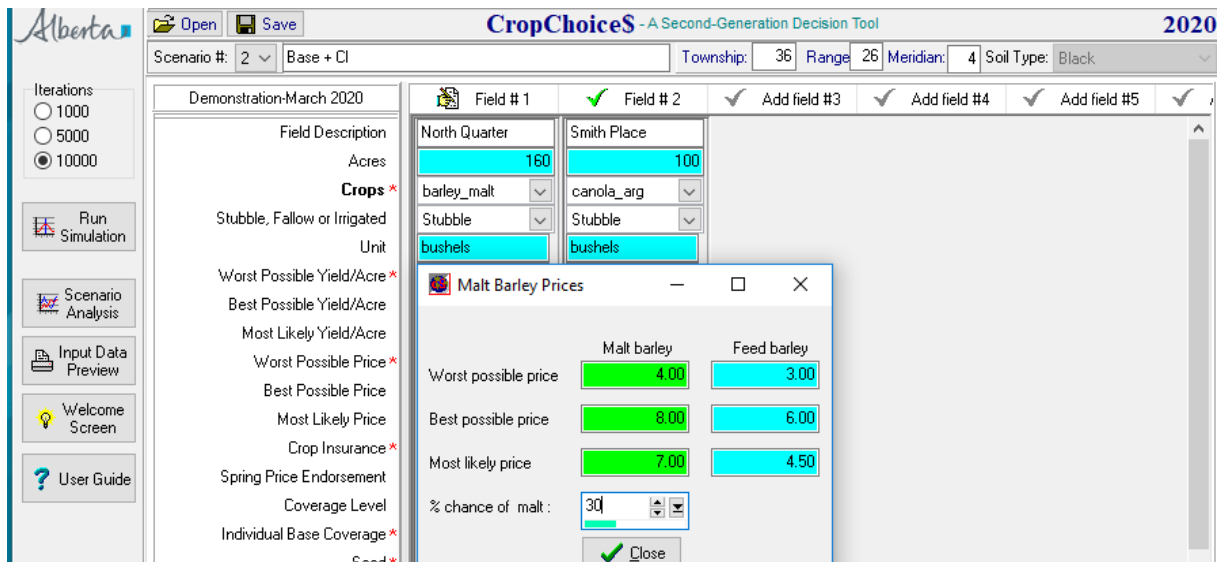 Alberta
Open Save CropChoice$ - A Second-Generation Decision Tool 2020
Scenario #: 2 Base + CI Township: 36 Range 26 Meridian: 4 Soil Type: Black
Iterations
1000
5000
10000
Run
Simulation
Scenario
Analysis
Input Data
Preview
Welcome
Screen
? User Guide
Demonstration-March 2020 Field # 1 Field # 2 Add field #3 Add field #4 Add field #5
Field Description North Quarter Smith Place
Acres 160 100
Crops * barley_malt canola_arg
Stubble, Fallow or Irrigated Stubble Stubble
Unit bushels bushels
Worst Possible Yield/Acre *
Best Possible Yield/Acre
Most Likely Yield/Acre
Worst Possible Price *
Best Possible Price
Most Likely Price
Crop Insurance *
Spring Price Endorsement
Coverage Level
Individual Base Coverage *
Malt Barley Prices
Malt barley Feed barley
Worst possible price 4.00 3.00
Best possible price 8.00 6.00
Most likely price 7.00 4.50
% chance of malt : 30
Close